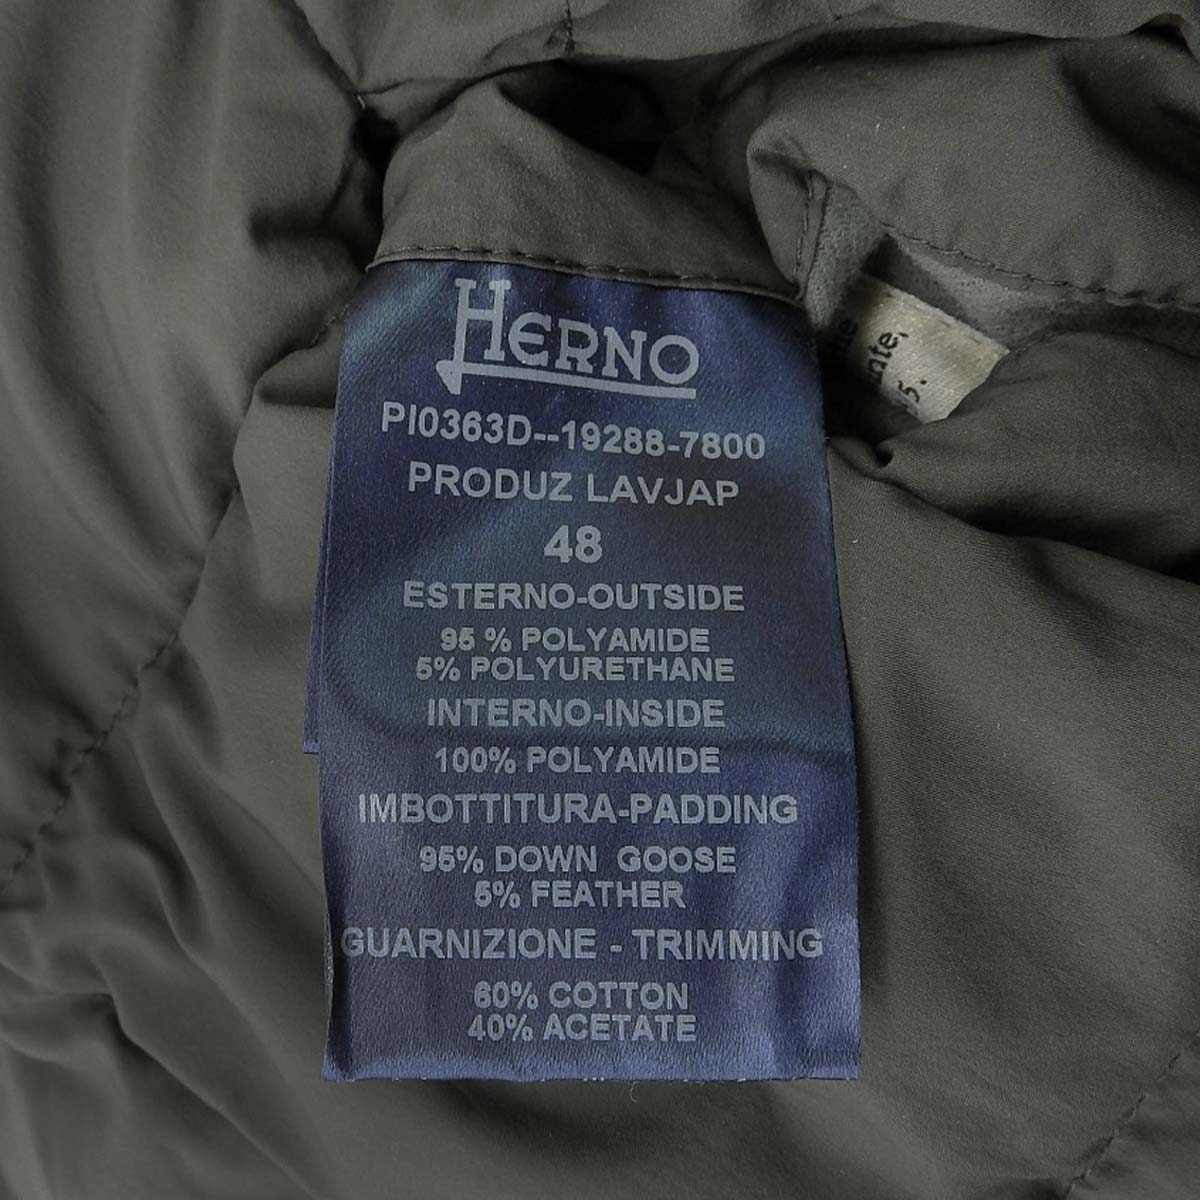 HERNO
PI0363D--19288-7800
PRODUZ LAVJAP
48
ESTERNO-OUTSIDE
95 % POLYAMIDE
5% POLYURETHANE
INTERNO-INSIDE
100% POLYAMIDE
IMBOTTITURA-PADDING
95% DOWN GOOSE
5% FEATHER
GUARNIZIONE - TRIMMING
60% COTTON
40% ACETATE